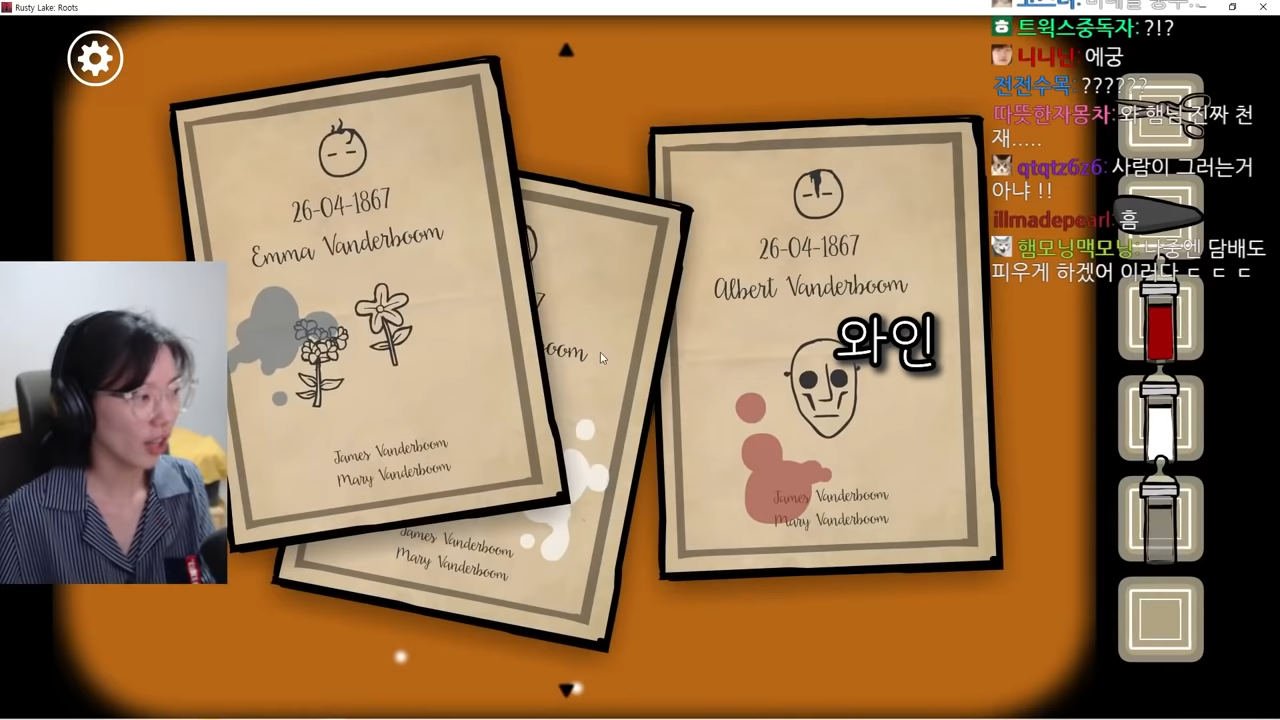 Rusty Lake: Roots
트윅스중독자: ?!?
니니닌: 에궁
전전수목: ??????
따뜻한자몽차: 와 햄님 진짜 천
재.....
qtqtz6z6: 사람이 그러는거
아냐 !!
illmadepearl: 흠
햄모닝맥모닝: 나중엔 담배도
피우게 하겠어 이러다 ㄷ ㄷ ㄷ
26-04-1867
Emma Vanderboom
James Vanderboom
Mary Vanderboom
7
oom
James Vanderboom
Mary Vanderboom
26-04-1867
Albert Vanderboom
와인
James Vanderboom
Mary Vanderboom